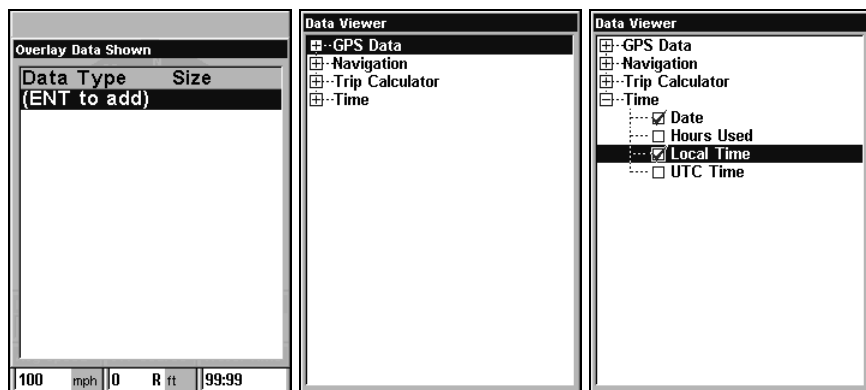 Overlay Data Shown
Data Type Size
(ENT to add)
100 mph 0 R ft 99:99
Data Viewer
GPS Data
Navigation
Trip Calculator
Time
Data Viewer
GPS Data
Navigation
Trip Calculator
Time
Date
Hours Used
Local Time
UTC Time